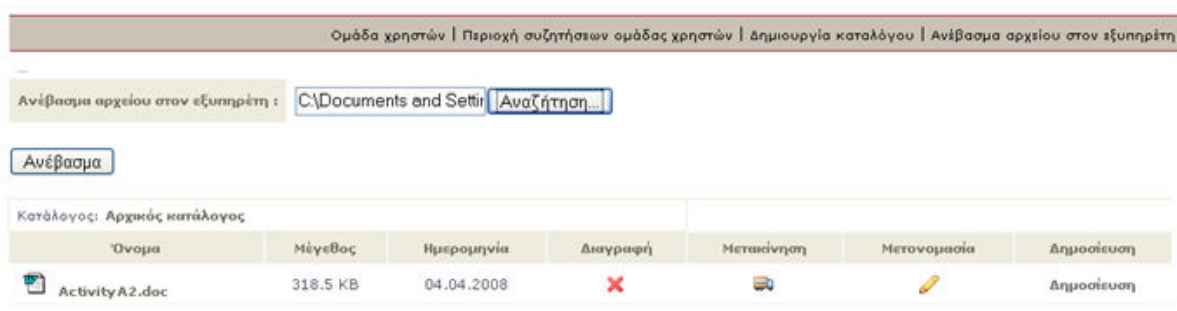 Ομάδα χρηστών | Περιοχή συζητήσεων ομάδας χρηστών | Δημιουργία καταλόγου | Ανέβασμα αρχείου στον εξυπηρέτη
Ανέβασμα αρχείου στον εξυπηρέτη : C:\Documents and Settin Αναζήτηση...
Ανέβασμα
Κατάλογος: Αρχικός κατάλογος
Όνομα Μέγεθος Ημερομηνία Διαγραφή Μετακίνηση Μετονομασία Δημοσίευση
ActivityA2.doc 318.5 KB 04.04.2008 Δημοσίευση